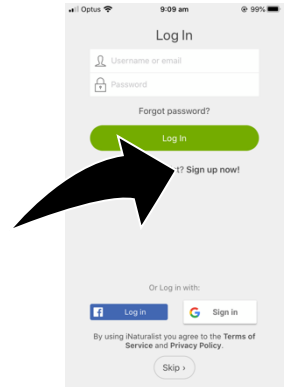 Optus 9:09 am 99%
Log In
Username or email
Password
Forgot password?
Log In
? Sign up now!
Or Log in with:
Log in Sign in
By using iNaturalist you agree to the Terms of
Service and Privacy Policy.
Skip ›